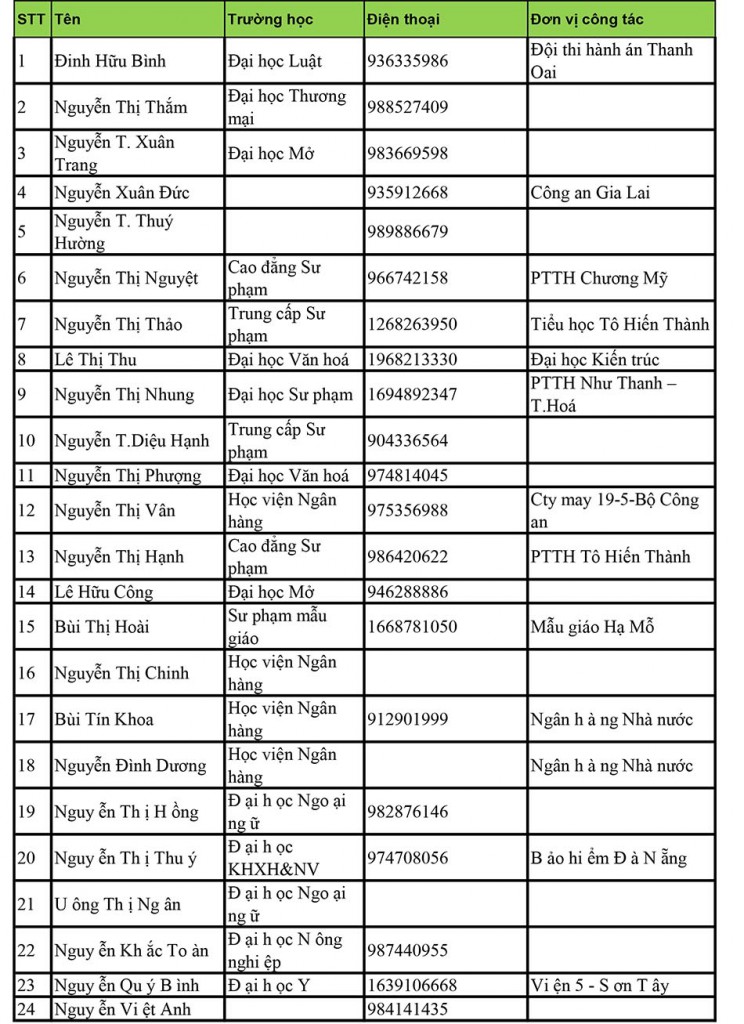 STT Tên Trường học Điện thoại Đơn vị công tác
1 Đinh Hữu Bình Đại học Luật 936335986 Đội thi hành án Thanh
Oai
2 Nguyễn Thị Thắm Đại học Thương
mại 988527409
3 Nguyễn T. Xuân
Trang Đại học Mở 983669598
4 Nguyễn Xuân Đức 935912668 Công an Gia Lai
5 Nguyễn T. Thuý
Hường 989886679
6 Nguyễn Thị Nguyệt Cao đẳng Sư
phạm 966742158 PTTH Chương Mỹ
7 Nguyễn Thị Thảo Trung cấp Sư
phạm 1268263950 Tiểu học Tô Hiến Thành
8 Lê Thị Thu Đại học Văn hoá 1968213330 Đại học Kiến trúc
9 Nguyễn Thị Nhung Đại học Sư phạm 1694892347 PTTH Như Thanh –
T.Hoá
10 Nguyễn T.Diệu Hạnh Trung cấp Sư
phạm 904336564
11 Nguyễn Thị Phượng Đại học Văn hoá 974814045
12 Nguyễn Thị Vân Học viện Ngân
hàng 975356988 Cty may 19-5-Bộ Công
an
13 Nguyễn Thị Hạnh Cao đẳng Sư
phạm 986420622 PTTH Tô Hiến Thành
14 Lê Hữu Công Đại học Mở 946288886
15 Bùi Thị Hoài Sư phạm mẫu
giáo 1668781050 Mẫu giáo Hạ Mỗ
16 Nguyễn Thị Chinh Học viện Ngân
hàng
17 Bùi Tín Khoa Học viện Ngân
hàng 912901999 Ngân h à ng Nhà nước
18 Nguyễn Đình Dương Học viện Ngân
hàng Ngân h à ng Nhà nước
19 Nguy ễn Th ị H ồng Đ ại h ọc Ngo ại
ng ữ 982876146
20 Nguy ễn Th ị Thu ý Đ ại h ọc
KHXH&NV 974708056 B ảo hi ểm Đ à N ẵng
21 U ông Th ị Ng ân Đ ại h ọc Ngo ại
ng ữ
22 Nguy ễn Kh ắc To àn Đ ại h ọc N ông
nghi ệp 987440955
23 Nguy ễn Qu ý B ình Đ ại h ọc Y 1639106668 Vi ện 5 - S ơn T ây
24 Nguy ễn Vi ệt Anh 984141435